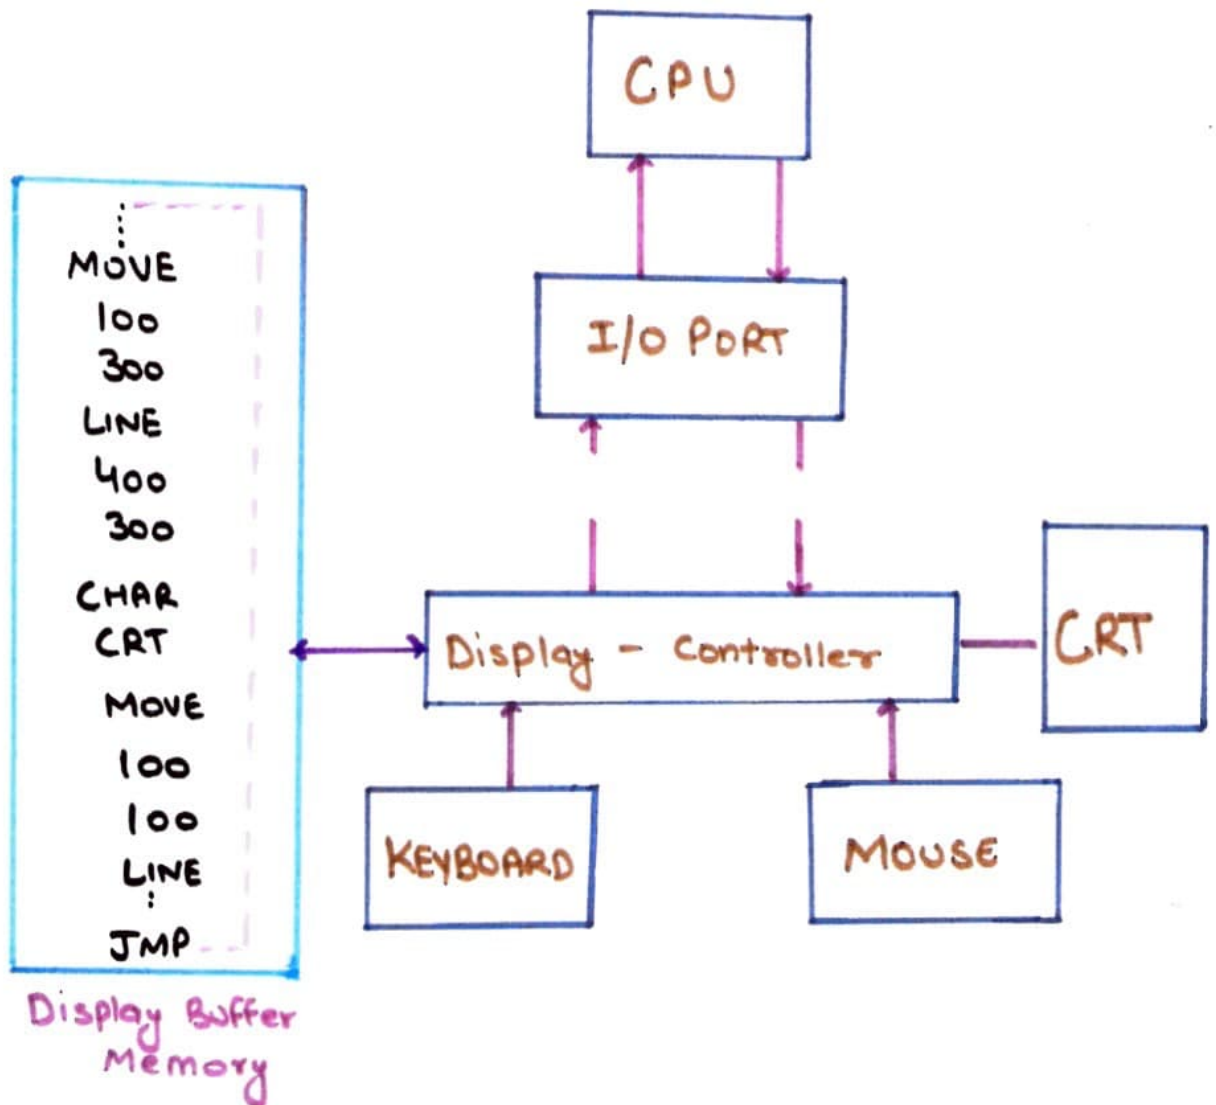 CPU
I/O PORT
MOVE
100
300
LINE
400
300
CHAR
CRT
MOVE
100
100
LINE
JMP
Display Buffer
Memory
Display - Controller
CRT
KEYBOARD
MOUSE